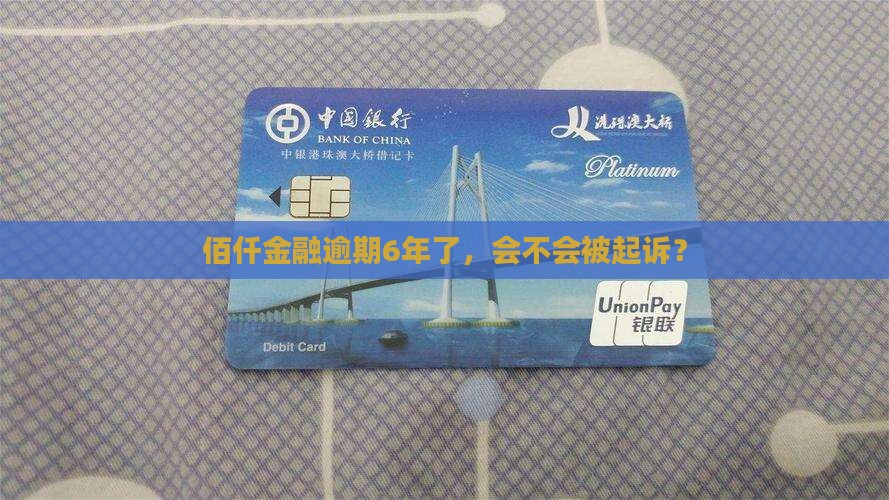 中国銀行
BANK OF CHINA
中银港珠澳大桥借记卡
港珠澳大桥
Platinum
佰仟金融逾期6年了，会不会被起诉？
UnionPay
银联
Debit Card